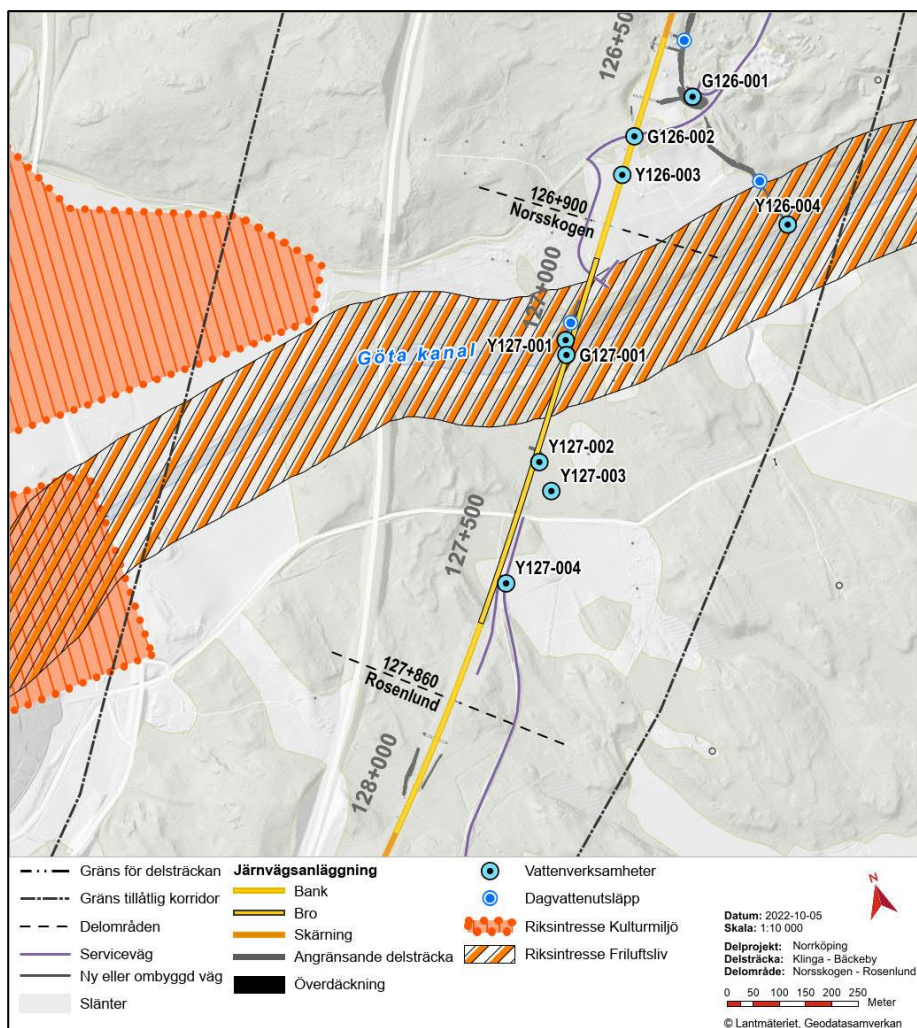 126+500
G126-001
G126-002
Y126-003
Y126-004
126+900
Norsskogen
127+000
Y127-001
G127-001
Göta kanal
Y127-002
Y127-003
127+500
Y127-004
127+860
Rosenlund
128+000
Gräns för delsträckan
Gräns tillåtlig korridor
Delområden
Serviceväg
Ny eller ombyggd väg
Slänter
Järnvägsanläggning
Bank
Bro
Skärning
Angränsande delsträcka
Överdäckning
Vattenverksamheter
Dagvattenutsläpp
Riksintresse Kulturmiljö
Riksintresse Friluftsliv
N
Datum: 2022-10-05
Skala: 1:10 000
Delprojekt: Norrköping
Delsträcka: Klinga - Bäckeby
Delområde: Norsskogen - Rosenlund
0 50 100 150 200 250
Meter
© Lantmäteriet, Geodatasamverkan